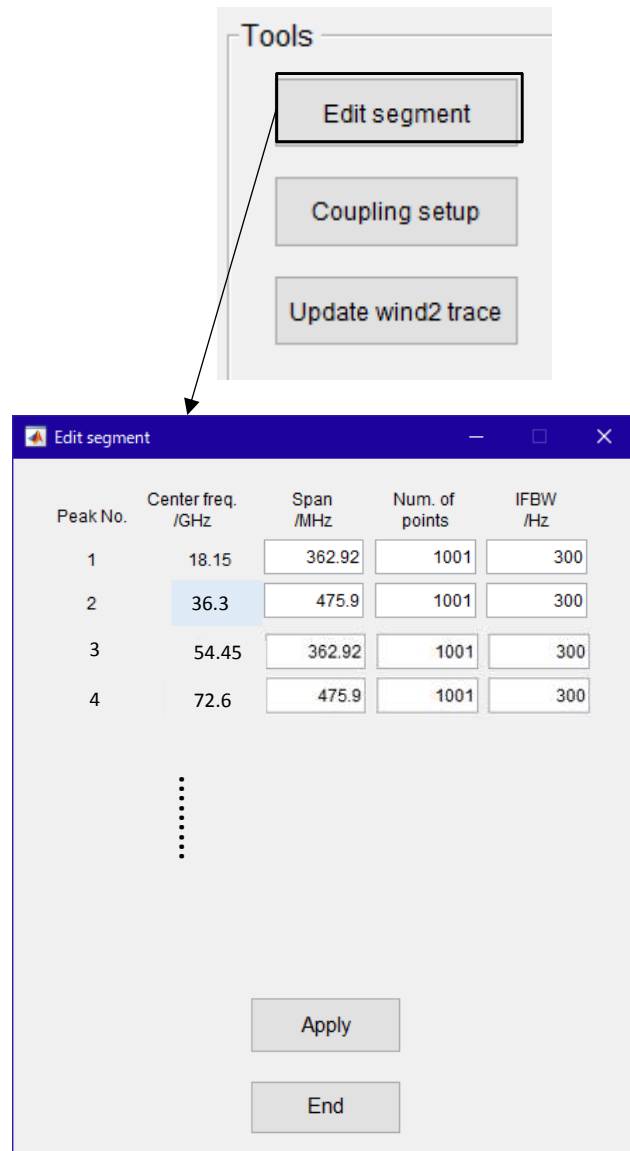 Tools
Edit segment
Coupling setup
Update wind2 trace
Edit segment
Peak No. Center freq. /GHz Span /MHz Num. of points IFBW /Hz
1 18.15 362.92 1001 300
2 36.3 475.9 1001 300
3 54.45 362.92 1001 300
4 72.6 475.9 1001 300
Apply
End